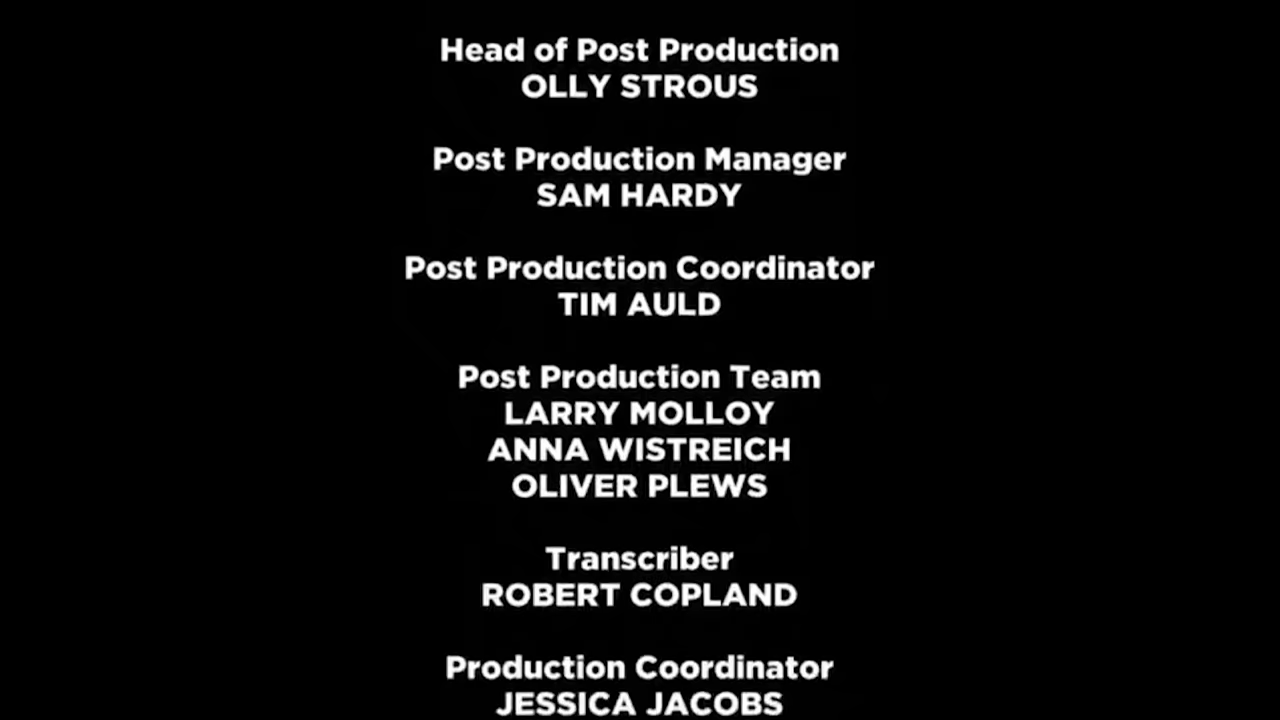 Head of Post Production
OLLY STROUS
Post Production Manager
SAM HARDY
Post Production Coordinator
TIM AULD
Post Production Team
LARRY MOLLOY
ANNA WISTREICH
OLIVER PLEWS
Transcriber
ROBERT COPLAND
Production Coordinator
JESSICA JACOBS